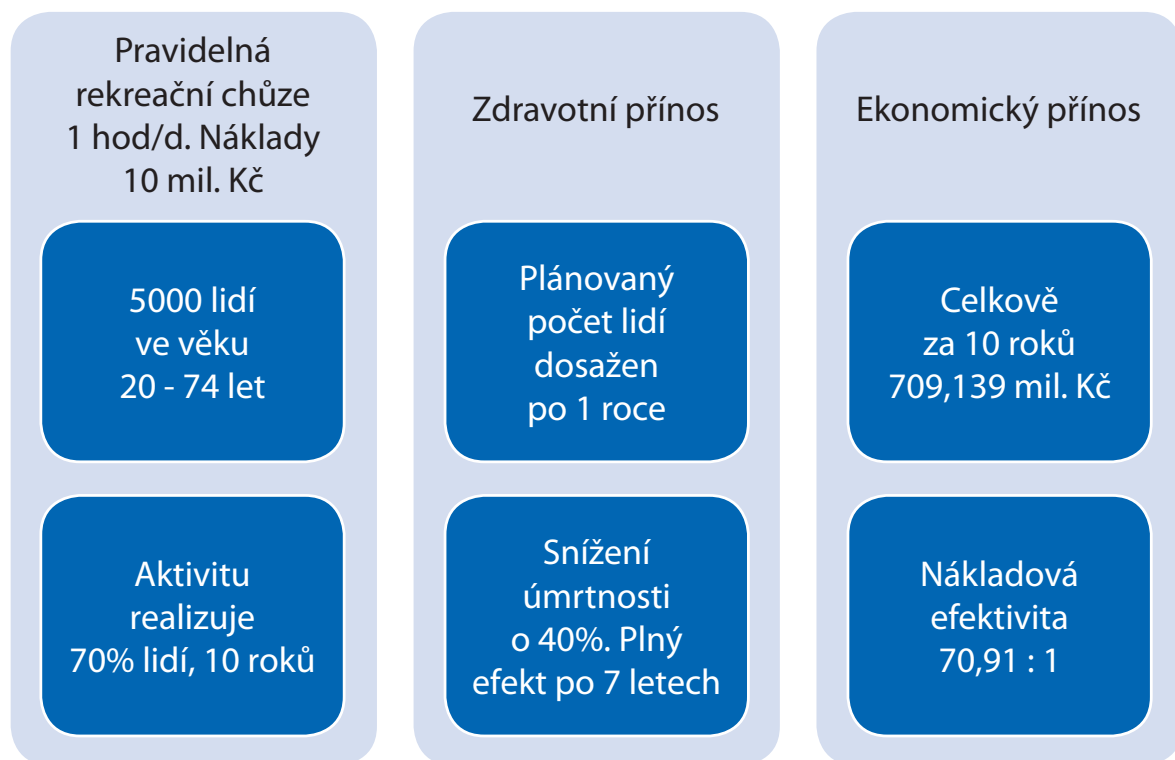 Pravidelná
rekreační chůze
1 hod/d. Náklady
10 mil. Kč
5000 lidí
ve věku
20 - 74 let
Aktivitu
realizuje
70% lidí, 10 roků
Zdravotní přínos
Plánovaný
počet lidí
dosažen
po 1 roce
Snížení
úmrtnosti
o 40%. Plný
efekt po 7 letech
Ekonomický přínos
Celkově
za 10 roků
709,139 mil. Kč
Nákladová
efektivita
70,91 : 1